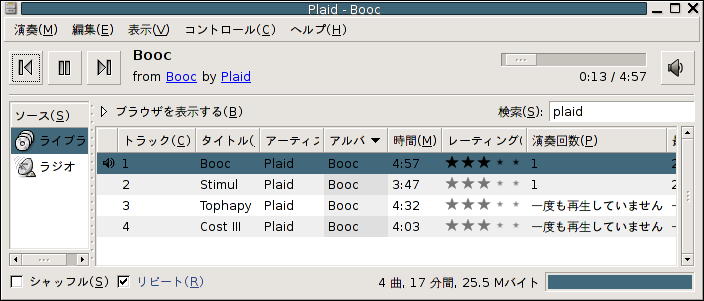 Plaid - Booc
演奏(M) 編集(E) 表示(V) コントロール(C) ヘルプ(H)
Booc
from Booc by Plaid
0:13 / 4:57
ソース(S)
ライブラ
ラジオ
ブラウザを表示する(B)
検索(S): plaid
トラック(C) タイトル( アーティス アルバ 時間(M) レーティング( 演奏回数(P)
1 Booc Plaid Booc 4:57 ★★★★★ 1 2
2 Stimul Plaid Booc 3:47 ★★★★★ 1 2
3 Tophapy Plaid Booc 4:32 ★★★★★ 一度も再生していません
4 Cost III Plaid Booc 4:03 ★★★★★ 一度も再生していません
シャッフル(S) リピート(R)
4 曲, 17 分間, 25.5 Mバイト